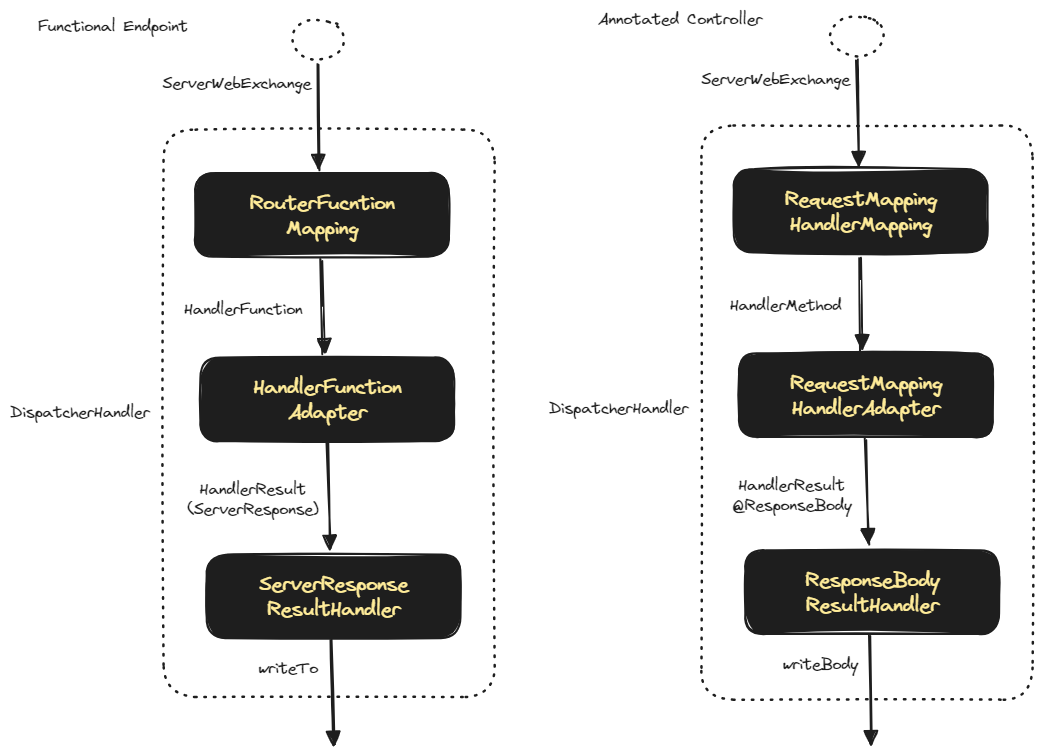 Functional Endpoint
ServerWebExchange
RouterFucntion
Mapping
HandlerFunction
HandlerFunction
Adapter
DispatcherHandler
HandlerResult
(ServerResponse)
ServerResponse
ResultHandler
writeTo
Annotated Controller
ServerWebExchange
RequestMapping
HandlerMapping
HandlerMethod
RequestMapping
HandlerAdapter
DispatcherHandler
HandlerResult
@ResponseBody
ResponseBody
ResultHandler
writeBody